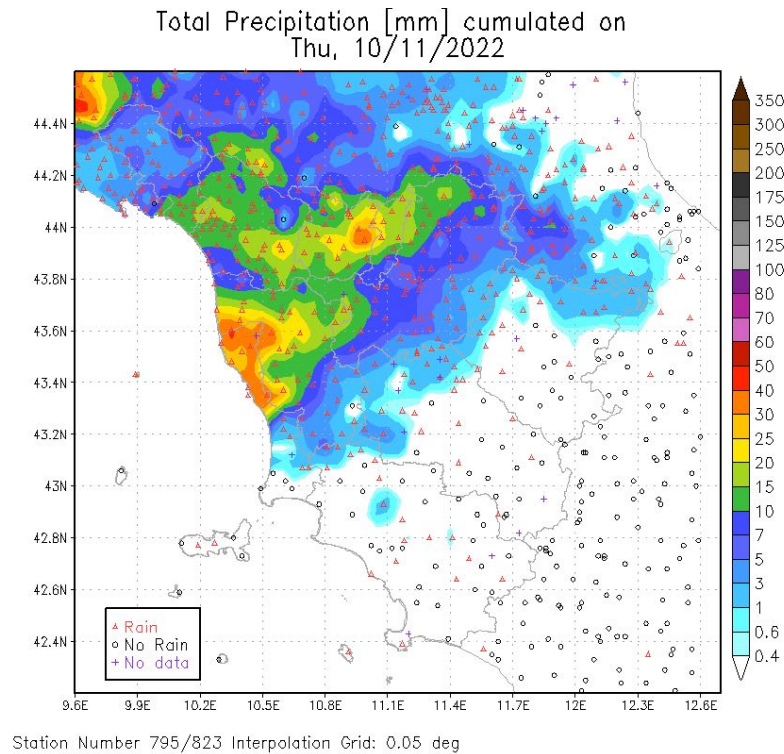 Total Precipitation [mm] cumulated on
Thu, 10/11/2022
44.4N
44.2N
44N
43.8N
43.6N
43.4N
43.2N
43N
42.8N
42.6N
42.4N
9.6E 9.9E 10.2E 10.5E 10.8E 11.1E 11.4E 11.7E 12E 12.3E 12.6E
Rain
No Rain
No data
350
300
250
200
175
150
125
100
80
70
60
50
40
30
25
20
15
10
7
5
3
1
0.6
0.4
Station Number 795/823 Interpolation Grid: 0.05 deg